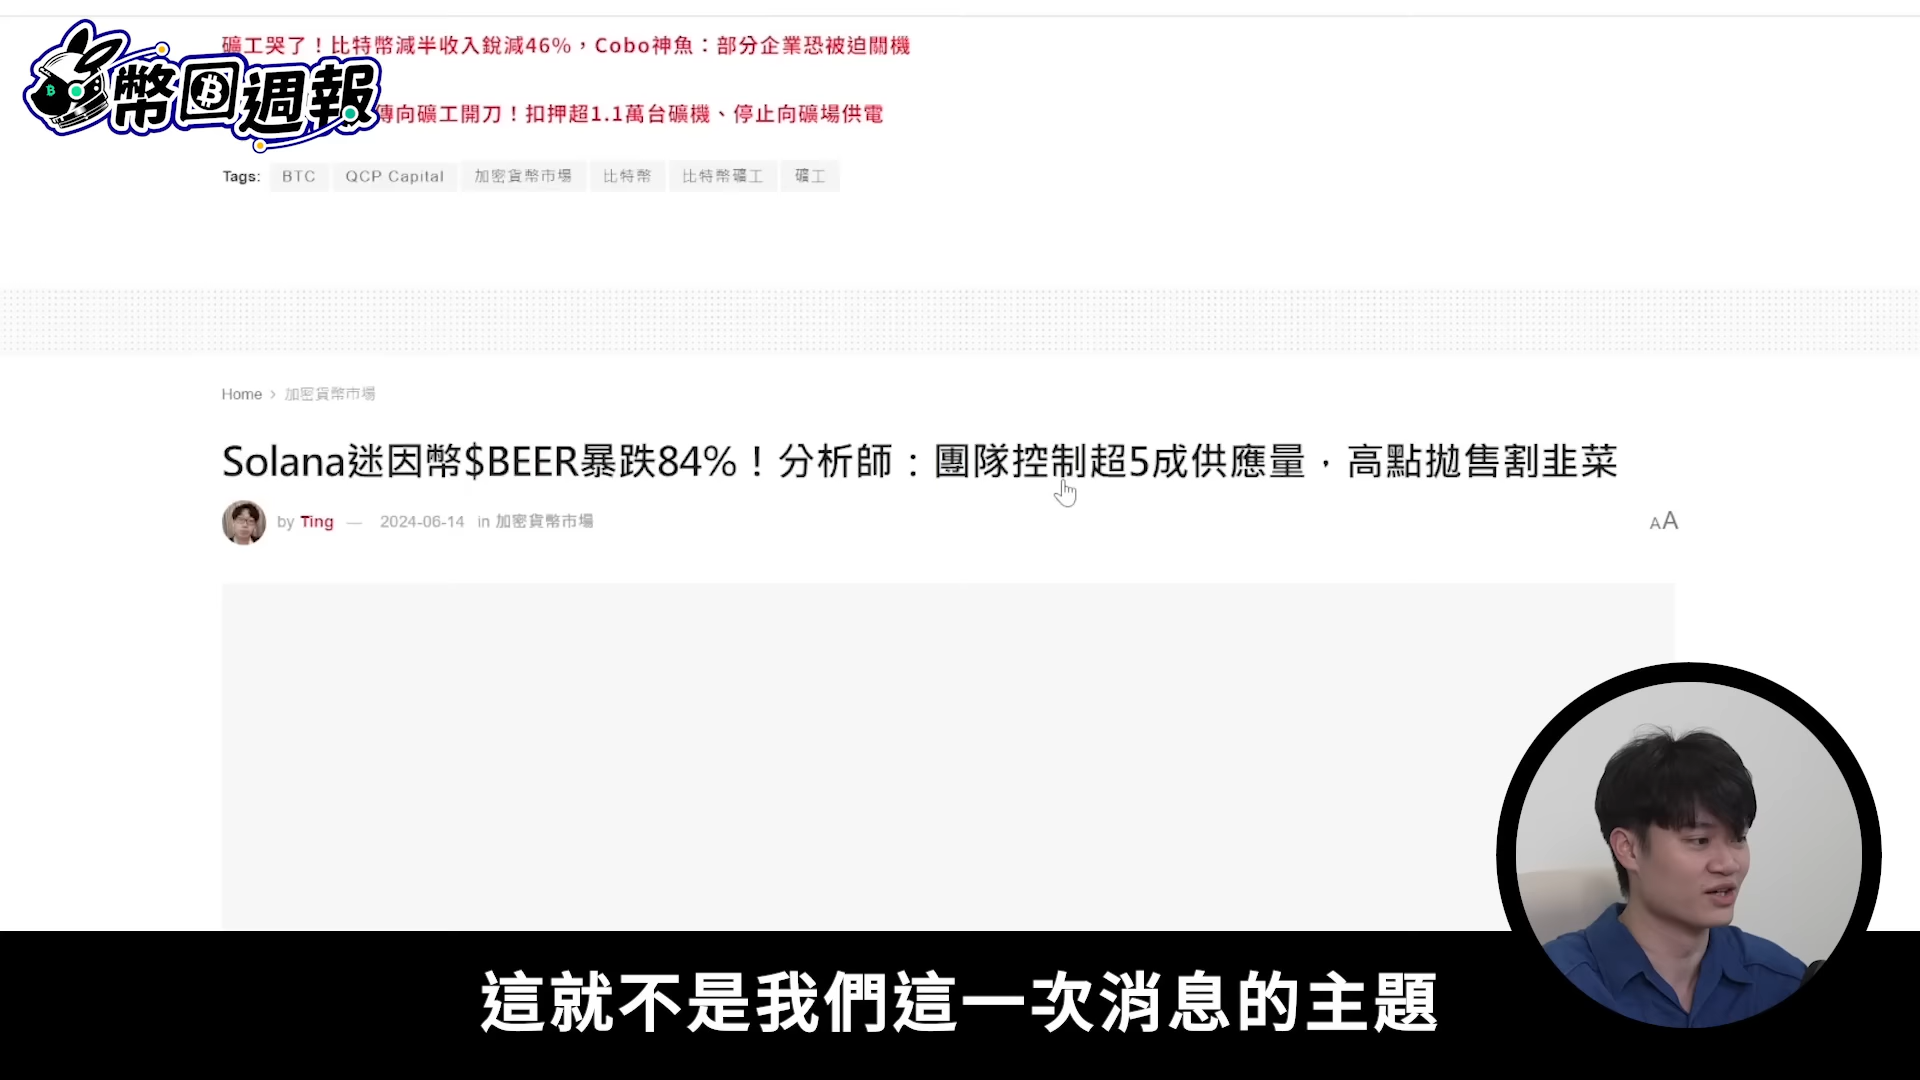 礦工哭了！比特幣減半收入銳減46%，Cobo神魚：部分企業恐被迫關機
幣回週報
傳向礦工開刀！扣押超1.1萬台礦機、停止向礦場供電
Tags: BTC QCP Capital 加密貨幣市場 比特幣 比特幣礦工 礦工
Home > 加密貨幣市場
Solana迷因幣$BEER暴跌84%！分析師：團隊控制超5成供應量，高點拋售割韭菜
by Ting — 2024-06-14 in 加密貨幣市場
AA
這就不是我們這一次消息的主題